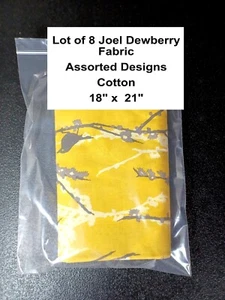 Lot of 8 Joel Dewberry
Fabric
Assorted Designs
Cotton
18" x 21"